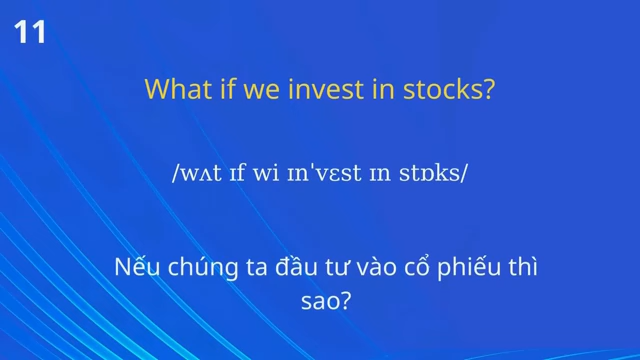 11
What if we invest in stocks?
/wʌt ɪf wi ɪnˈvɛst ɪn stɒks/
Nếu chúng ta đầu tư vào cổ phiếu thì
sao?